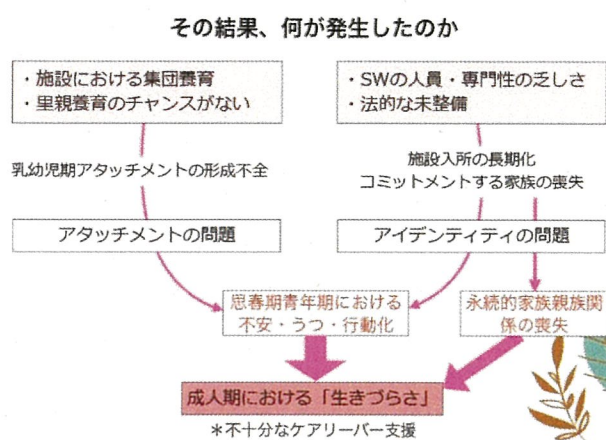 その結果、何が発生したのか
・施設における集団養育
・里親養育のチャンスがない
・SWの人員・専門性の乏しさ
・法的な未整備
乳幼児期アタッチメントの形成不全
施設入所の長期化
コミットメントする家族の喪失
アタッチメントの問題
アイデンティティの問題
思春期青年期における
不安・うつ・行動化
永続的家族親族関
係の喪失
成人期における「生きづらさ」
＊不十分なケアリーバー支援